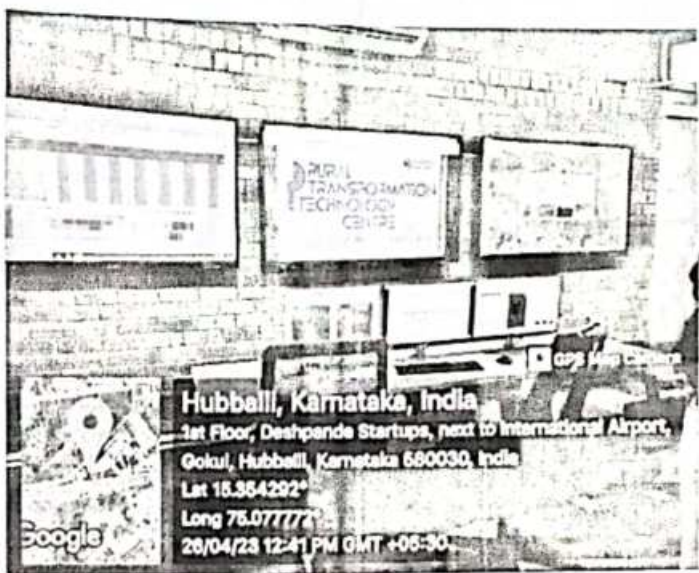 RURAL
TRANSFORMATION
TECHNOLOGY
CENTRE
GPS Map Camera
Hubballi, Karnataka, India
1st Floor, Deshpande Startups, next to International Airport,
Gokul, Hubballi, Karnataka 580030, India
Lat 15.354292°
Long 75.077772°
26/04/23 12:41 PM GMT +05:30
Google